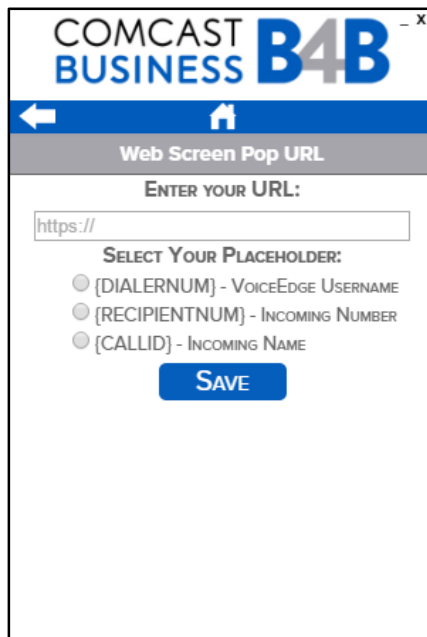 _ x
COMCAST
BUSINESS B4B
Web Screen Pop URL
ENTER YOUR URL:
https://
SELECT YOUR PLACEHOLDER:
{DIALERNUM} - VOICEEDGE USERNAME
{RECIPIENTNUM} - INCOMING NUMBER
{CALLID} - INCOMING NAME
SAVE